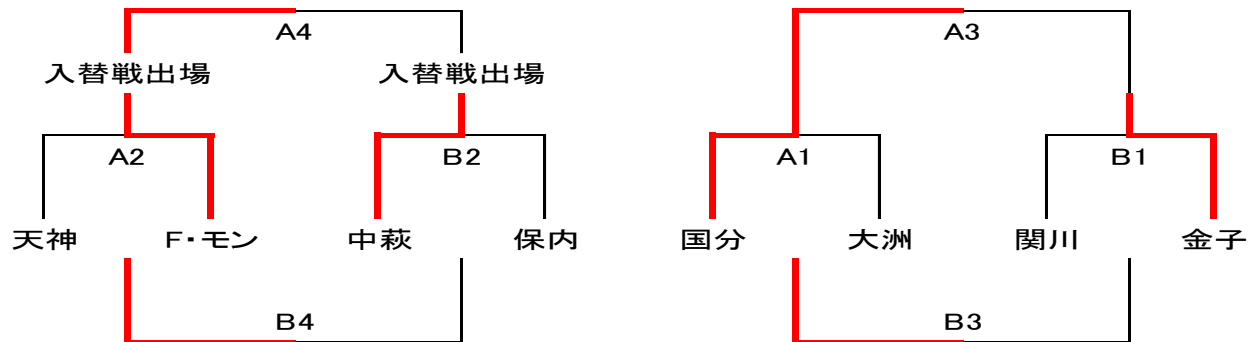 A4
A3
入替戦出場
入替戦出場
A2
B2
A1
B1
天神
F・モン
中萩
保内
国分
大洲
関川
金子
B4
B3